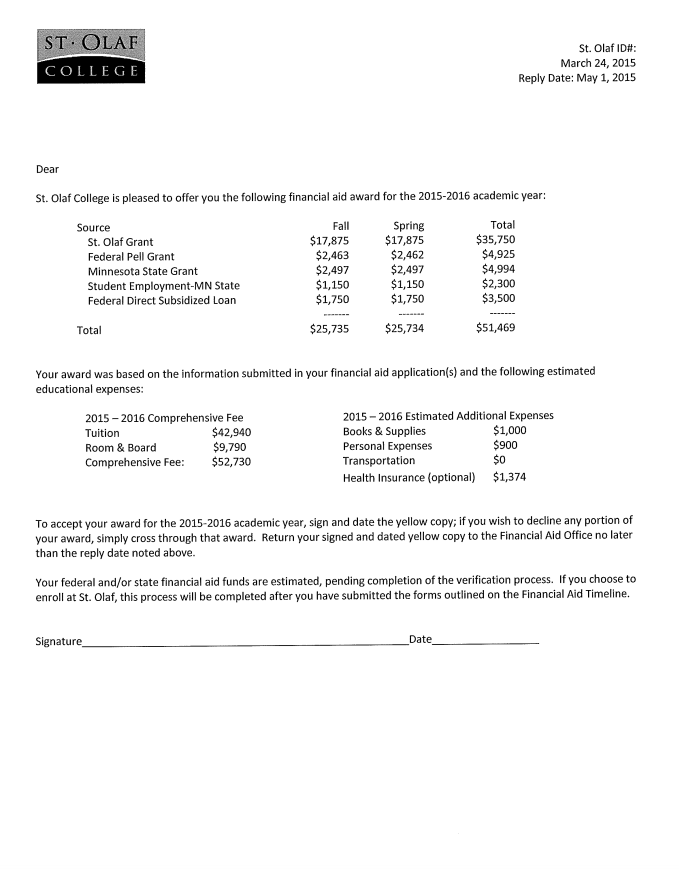 ST · OLAF
COLLEGE
St. Olaf ID#:
March 24, 2015
Reply Date: May 1, 2015
Dear
St. Olaf College is pleased to offer you the following financial aid award for the 2015-2016 academic year:
Source Fall Spring Total
St. Olaf Grant $17,875 $17,875 $35,750
Federal Pell Grant $2,463 $2,462 $4,925
Minnesota State Grant $2,497 $2,497 $4,994
Student Employment-MN State $1,150 $1,150 $2,300
Federal Direct Subsidized Loan $1,750 $1,750 $3,500
------- ------- -------
Total $25,735 $25,734 $51,469
Your award was based on the information submitted in your financial aid application(s) and the following estimated
educational expenses:
2015 – 2016 Comprehensive Fee
Tuition $42,940
Room & Board $9,790
Comprehensive Fee: $52,730
2015 – 2016 Estimated Additional Expenses
Books & Supplies $1,000
Personal Expenses $900
Transportation $0
Health Insurance (optional) $1,374
To accept your award for the 2015-2016 academic year, sign and date the yellow copy; if you wish to decline any portion of
your award, simply cross through that award. Return your signed and dated yellow copy to the Financial Aid Office no later
than the reply date noted above.
Your federal and/or state financial aid funds are estimated, pending completion of the verification process. If you choose to
enroll at St. Olaf, this process will be completed after you have submitted the forms outlined on the Financial Aid Timeline.
Signature Date